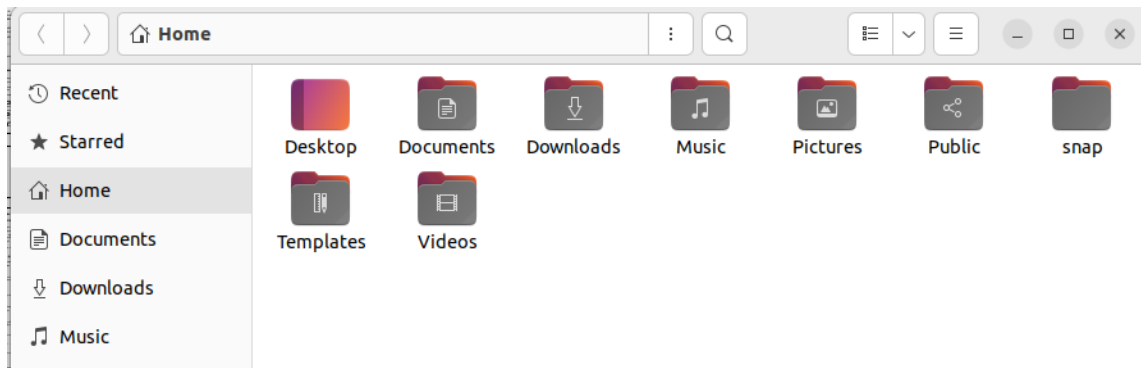 Home
Recent
Starred
Home
Documents
Downloads
Music
Desktop Documents Downloads Music Pictures Public snap
Templates Videos